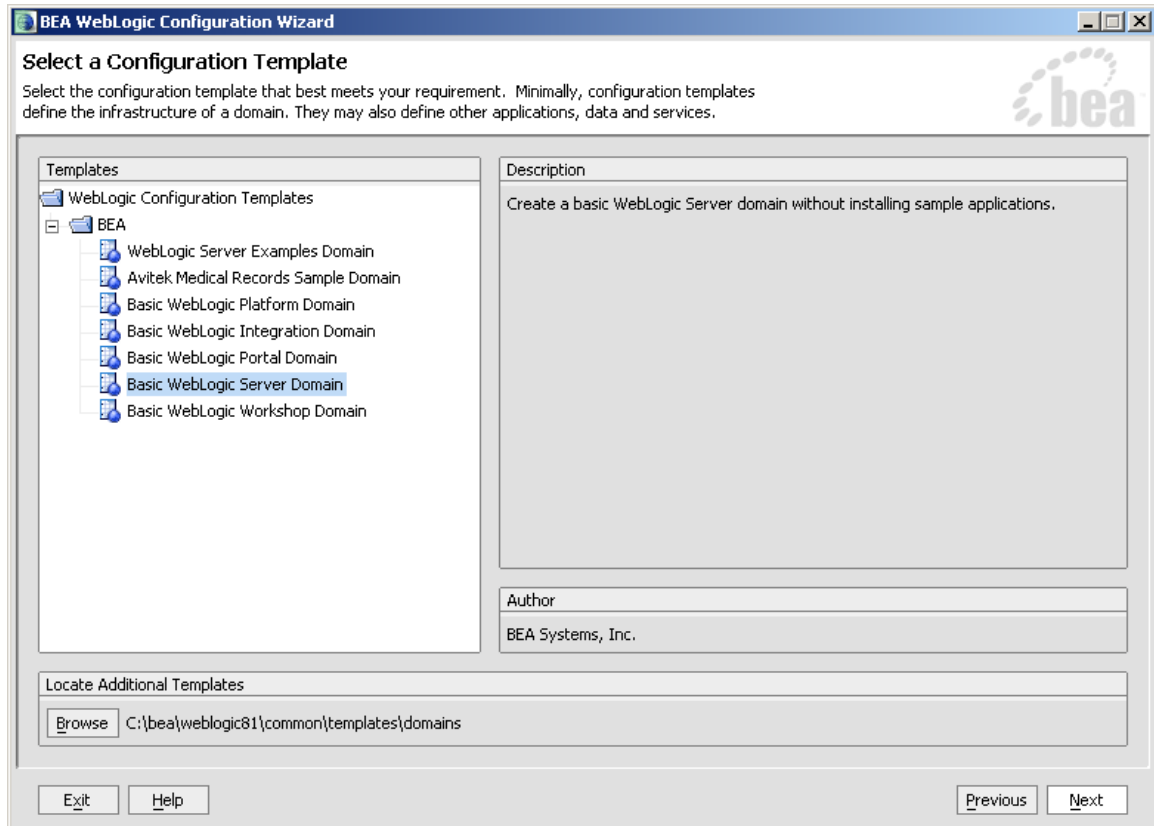 BEA WebLogic Configuration Wizard
Select a Configuration Template
Select the configuration template that best meets your requirement. Minimally, configuration templates
define the infrastructure of a domain. They may also define other applications, data and services.
bea
Templates
WebLogic Configuration Templates
BEA
WebLogic Server Examples Domain
Avitek Medical Records Sample Domain
Basic WebLogic Platform Domain
Basic WebLogic Integration Domain
Basic WebLogic Portal Domain
Basic WebLogic Server Domain
Basic WebLogic Workshop Domain
Description
Create a basic WebLogic Server domain without installing sample applications.
Author
BEA Systems, Inc.
Locate Additional Templates
Browse C:\bea\weblogic81\common\templates\domains
Exit Help Previous Next